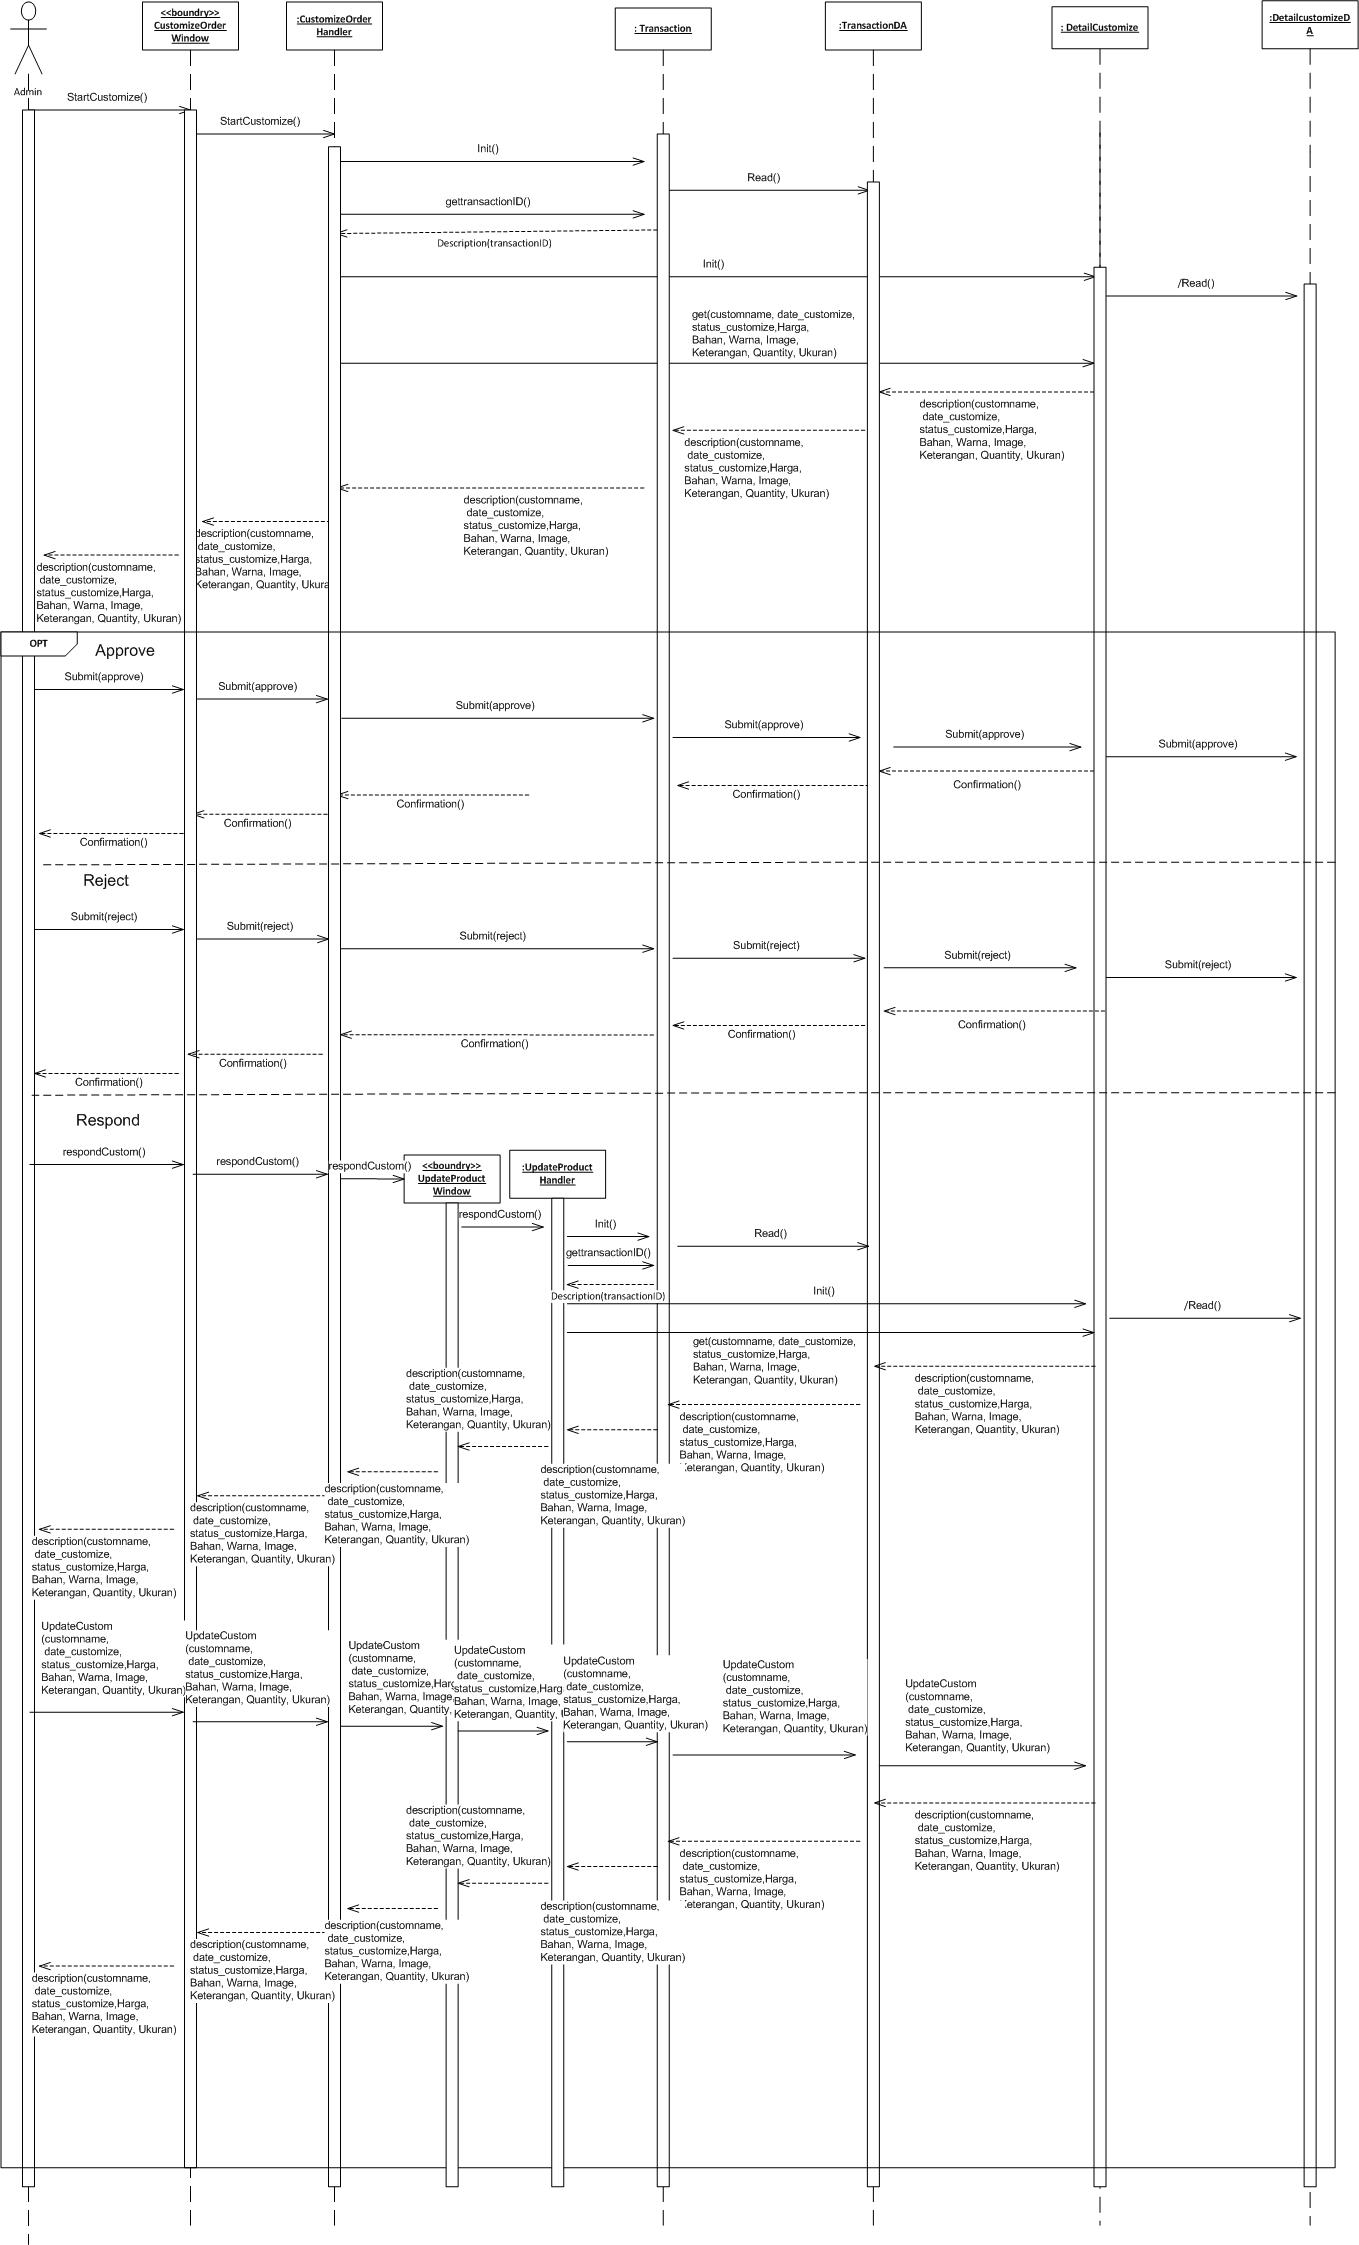 <<boundry>>
CustomizeOrder
Window
:CustomizeOrder
Handler
: Transaction
:TransactionDA
: DetailCustomize
:DetailcustomizeD
A
Admin
StartCustomize()
StartCustomize()
Init()
Read()
gettransactionID()
Description(transactionID)
Init()
/Read()
get(customname, date_customize,
status_customize,Harga,
Bahan, Warna, Image,
Keterangan, Quantity, Ukuran)
description(customname,
date_customize,
status_customize,Harga,
Bahan, Warna, Image,
Keterangan, Quantity, Ukuran)
description(customname,
date_customize,
status_customize,Harga,
Bahan, Warna, Image,
Keterangan, Quantity, Ukuran)
description(customname,
date_customize,
status_customize,Harga,
Bahan, Warna, Image,
Keterangan, Quantity, Ukuran)
description(customname,
date_customize,
status_customize,Harga,
Bahan, Warna, Image,
Keterangan, Quantity, Ukura
description(customname,
date_customize,
status_customize,Harga,
Bahan, Warna, Image,
Keterangan, Quantity, Ukuran)
OPT
Approve
Submit(approve)
Submit(approve)
Submit(approve)
Submit(approve)
Submit(approve)
Submit(approve)
Confirmation()
Confirmation()
Confirmation()
Confirmation()
Confirmation()
Reject
Submit(reject)
Submit(reject)
Submit(reject)
Submit(reject)
Submit(reject)
Submit(reject)
Confirmation()
Confirmation()
Confirmation()
Confirmation()
Confirmation()
Respond
respondCustom()
respondCustom()
respondCustom()
<<boundry>>
UpdateProduct
Window
:UpdateProduct
Handler
respondCustom()
Init()
Read()
gettransactionID()
Description(transactionID)
Init()
/Read()
get(customname, date_customize,
status_customize,Harga,
Bahan, Warna, Image,
Keterangan, Quantity, Ukuran)
description(customname,
date_customize,
status_customize,Harga,
Bahan, Warna, Image,
Keterangan, Quantity, Ukuran)
description(customname,
date_customize,
status_customize,Harga,
Bahan, Warna, Image,
Keterangan, Quantity, Ukuran)
description(customname,
date_customize,
status_customize,Harga,
Bahan, Warna, Image,
eterangan, Quantity, Ukuran)
description(customname,
date_customize,
status_customize,Harga,
Bahan, Warna, Image,
Keterangan, Quantity, Ukuran)
description(customname,
date_customize,
status_customize,Harga,
Bahan, Warna, Image,
Keterangan, Quantity, Ukuran)
description(customname,
date_customize,
status_customize,Harga,
Bahan, Warna, Image,
Keterangan, Quantity, Ukuran)
description(customname,
date_customize,
status_customize,Harga,
Bahan, Warna, Image,
Keterangan, Quantity, Ukuran)
UpdateCustom
(customname,
date_customize,
status_customize,Harga,
Bahan, Warna, Image,
Keterangan, Quantity, Ukuran)
UpdateCustom
(customname,
date_customize,
status_customize,Harga,
Bahan, Warna, Image,
Keterangan, Quantity, Ukuran)
UpdateCustom
(customname,
date_customize,
status_customize,Harg
Bahan, Warna, Image
Keterangan, Quantity,
UpdateCustom
(customname,
date_customize,
status_customize,Harg
Bahan, Warna, Image,
Keterangan, Quantity,
UpdateCustom
(customname,
date_customize,
status_customize,Harga,
Bahan, Warna, Image,
Keterangan, Quantity, Ukuran)
UpdateCustom
(customname,
date_customize,
status_customize,Harga,
Bahan, Warna, Image,
Keterangan, Quantity, Ukuran)
UpdateCustom
(customname,
date_customize,
status_customize,Harga,
Bahan, Warna, Image,
Keterangan, Quantity, Ukuran)
description(customname,
date_customize,
status_customize,Harga,
Bahan, Warna, Image,
Keterangan, Quantity, Ukuran)
description(customname,
date_customize,
status_customize,Harga,
Bahan, Warna, Image,
Keterangan, Quantity, Ukuran)
description(customname,
date_customize,
status_customize,Harga,
Bahan, Warna, Image,
eterangan, Quantity, Ukuran)
description(customname,
date_customize,
status_customize,Harga,
Bahan, Warna, Image,
Keterangan, Quantity, Ukuran)
description(customname,
date_customize,
status_customize,Harga,
Bahan, Warna, Image,
Keterangan, Quantity, Ukuran)
description(customname,
date_customize,
status_customize,Harga,
Bahan, Warna, Image,
Keterangan, Quantity, Ukuran)
description(customname,
date_customize,
status_customize,Harga,
Bahan, Warna, Image,
Keterangan, Quantity, Ukuran)